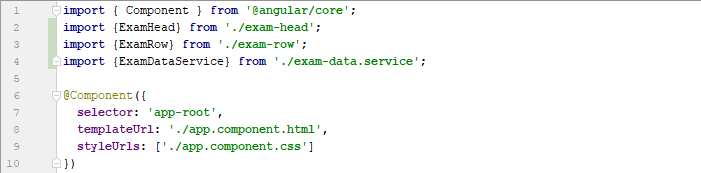 1 import { Component } from '@angular/core';
2 import {ExamHead} from './exam-head';
3 import {ExamRow} from './exam-row';
4 import {ExamDataService} from './exam-data.service';
5
6 @Component({
7   selector: 'app-root',
8   templateUrl: './app.component.html',
9   styleUrls: ['./app.component.css']
10 })